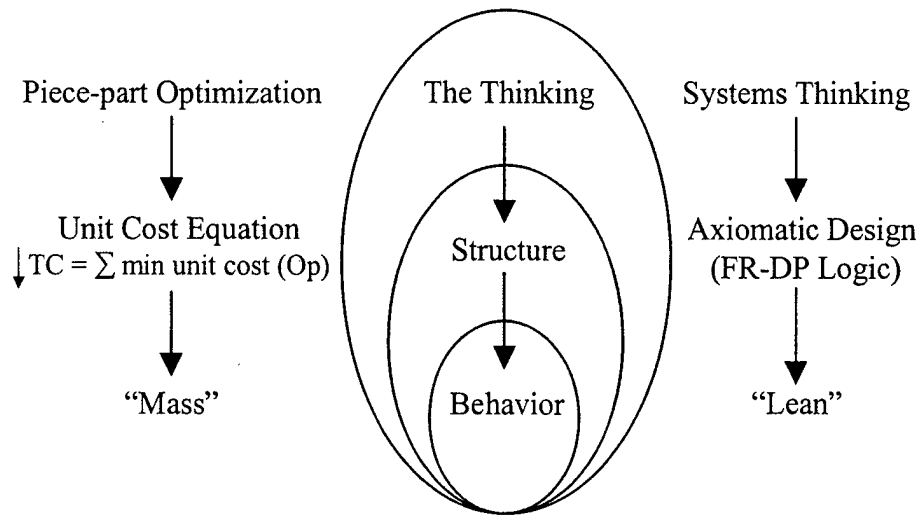 Piece-part Optimization
The Thinking
Systems Thinking
Unit Cost Equation
↓ TC = ∑ min unit cost (Op)
Structure
Axiomatic Design
(FR-DP Logic)
“Mass”
Behavior
“Lean”